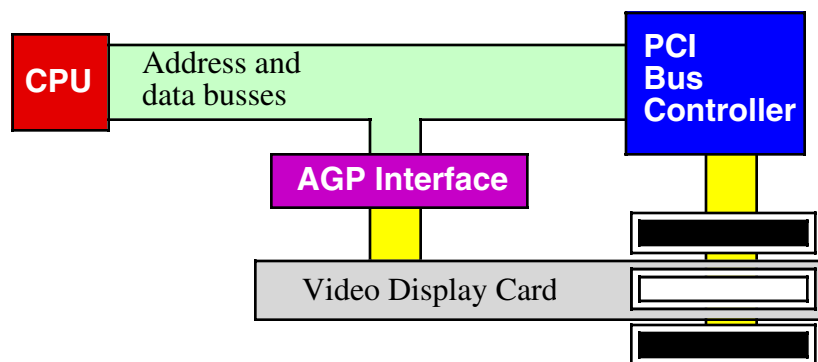 CPU
Address and
data busses
PCI
Bus
Controller
AGP Interface
Video Display Card